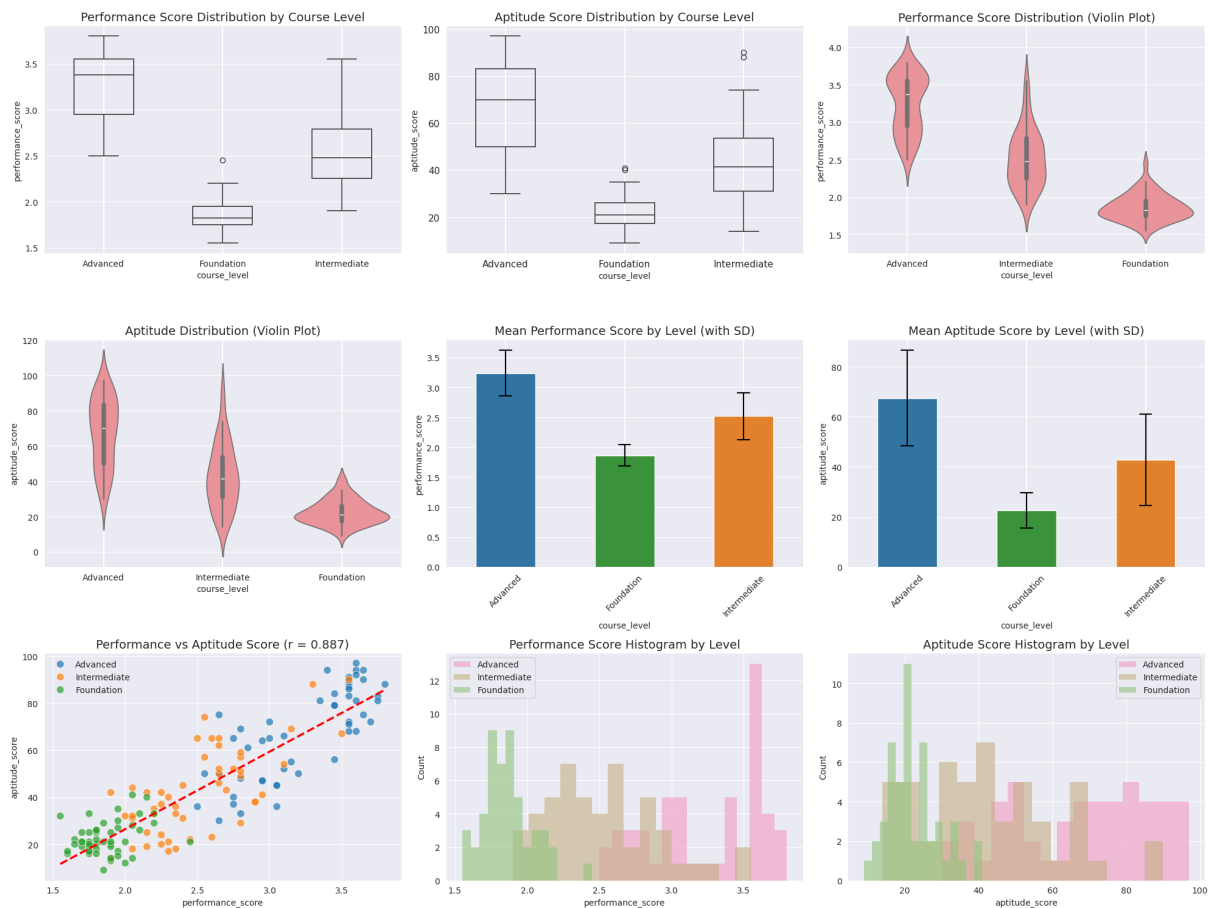 Performance Score Distribution by Course Level
performance_score
3.5
3.0
2.5
2.0
1.5
Advanced
Foundation
Intermediate
course_level
Aptitude Score Distribution by Course Level
aptitude_score
100
80
60
40
20
Advanced
Foundation
Intermediate
course_level
Performance Score Distribution (Violin Plot)
performance_score
4.0
3.5
3.0
2.5
2.0
1.5
Advanced
Intermediate
Foundation
course_level
Aptitude Distribution (Violin Plot)
aptitude_score
120
100
80
60
40
20
0
Advanced
Intermediate
Foundation
course_level
Mean Performance Score by Level (with SD)
performance_score
3.5
3.0
2.5
2.0
1.5
1.0
0.5
0.0
Advanced
Foundation
Intermediate
course_level
Mean Aptitude Score by Level (with SD)
aptitude_score
80
60
40
20
0
Advanced
Foundation
Intermediate
course_level
Performance vs Aptitude Score (r = 0.887)
Advanced
Intermediate
Foundation
aptitude_score
100
80
60
40
20
1.5
2.0
2.5
3.0
3.5
performance_score
Performance Score Histogram by Level
Advanced
Intermediate
Foundation
Count
12
10
8
6
4
2
0
1.5
2.0
2.5
3.0
3.5
performance_score
Aptitude Score Histogram by Level
Advanced
Intermediate
Foundation
Count
10
8
6
4
2
0
20
40
60
80
100
aptitude_score